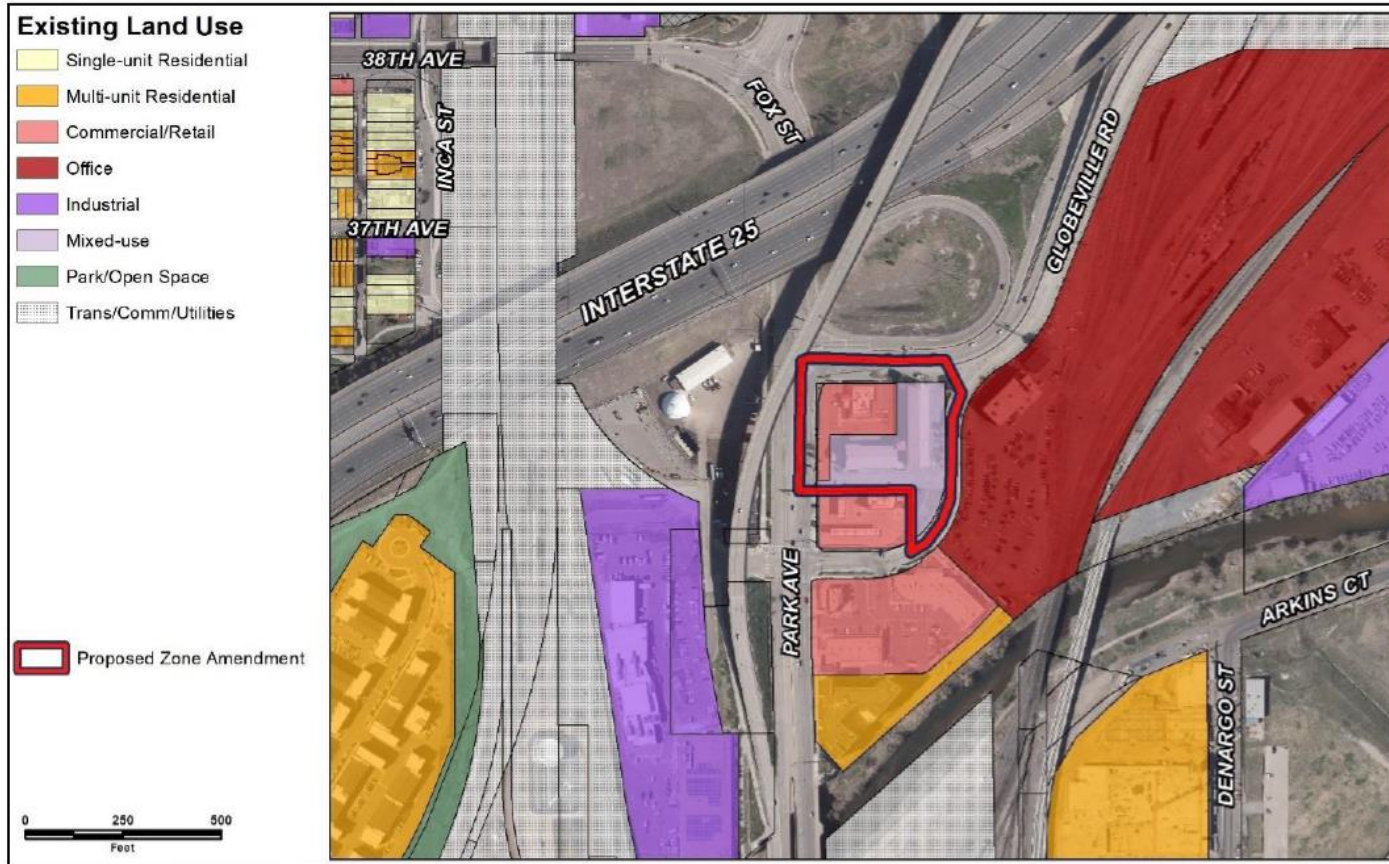 Existing Land Use
Single-unit Residential
Multi-unit Residential
Commercial/Retail
Office
Industrial
Mixed-use
Park/Open Space
Trans/Comm/Utilities
Proposed Zone Amendment
0 250 500
Feet
38TH AVE
FOX ST
INCA ST
GLOBEVILLE RD
37TH AVE
INTERSTATE 25
PARK AVE
ARKINS CT
DENARGO ST